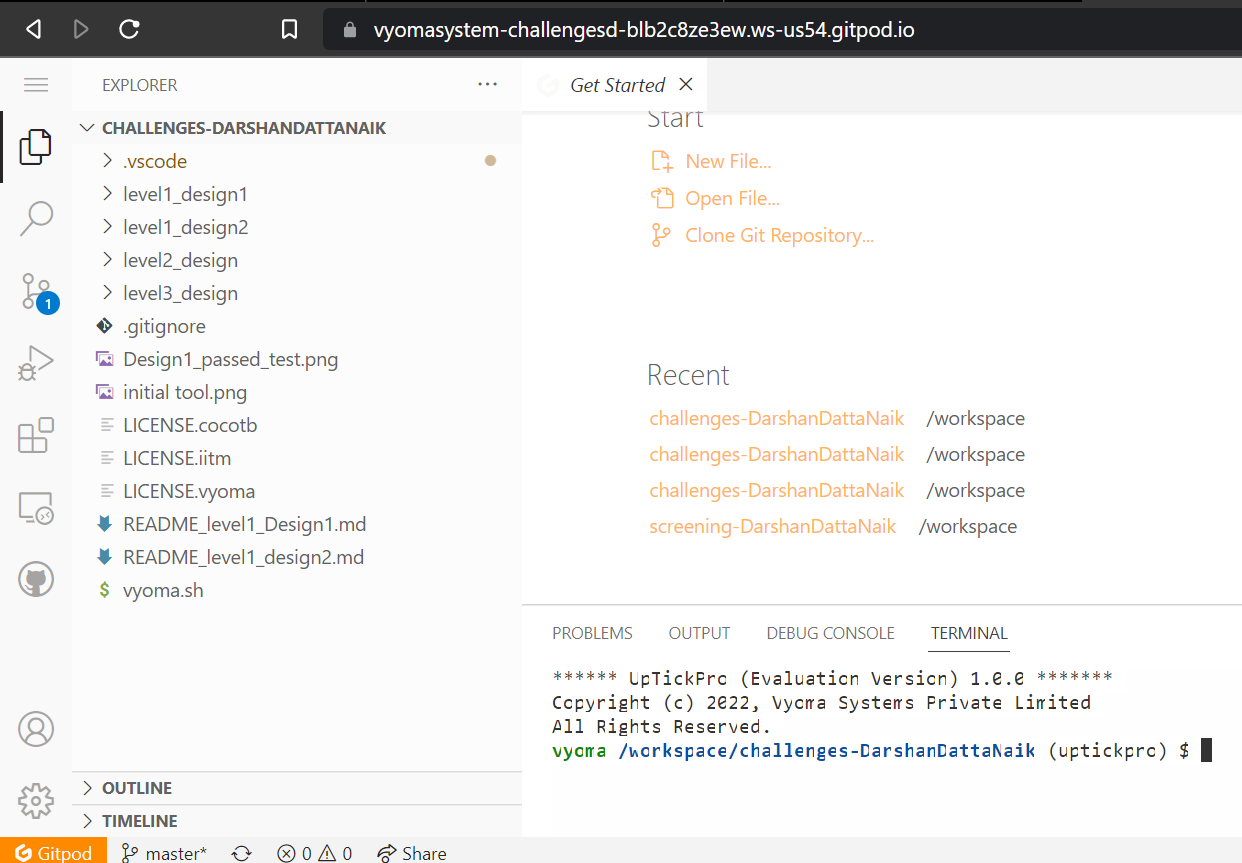 vyomasystem-challengesd-blb2c8ze3ew.ws-us54.gitpod.io
EXPLORER
CHALLENGES-DARSHANDATTANAIK
.vscode
level1_design1
level1_design2
level2_design
level3_design
.gitignore
Design1_passed_test.png
initial tool.png
LICENSE.cocotb
LICENSE.iitm
LICENSE.vyoma
README_level1_Design1.md
README_level1_design2.md
$ vyoma.sh
1
OUTLINE
TIMELINE
Get Started
Start
New File...
Open File...
Clone Git Repository...
Recent
challenges-DarshanDattaNaik /workspace
challenges-DarshanDattaNaik /workspace
challenges-DarshanDattaNaik /workspace
screening-DarshanDattaNaik /workspace
PROBLEMS OUTPUT DEBUG CONSOLE TERMINAL
****** UpTickPro (Evaluation Version) 1.0.0 *******
Copyright (c) 2022, Vyoma Systems Private Limited
All Rights Reserved.
vyoma /workspace/challenges-DarshanDattaNaik (uptickpro) $
Gitpod master* 0 0 Share